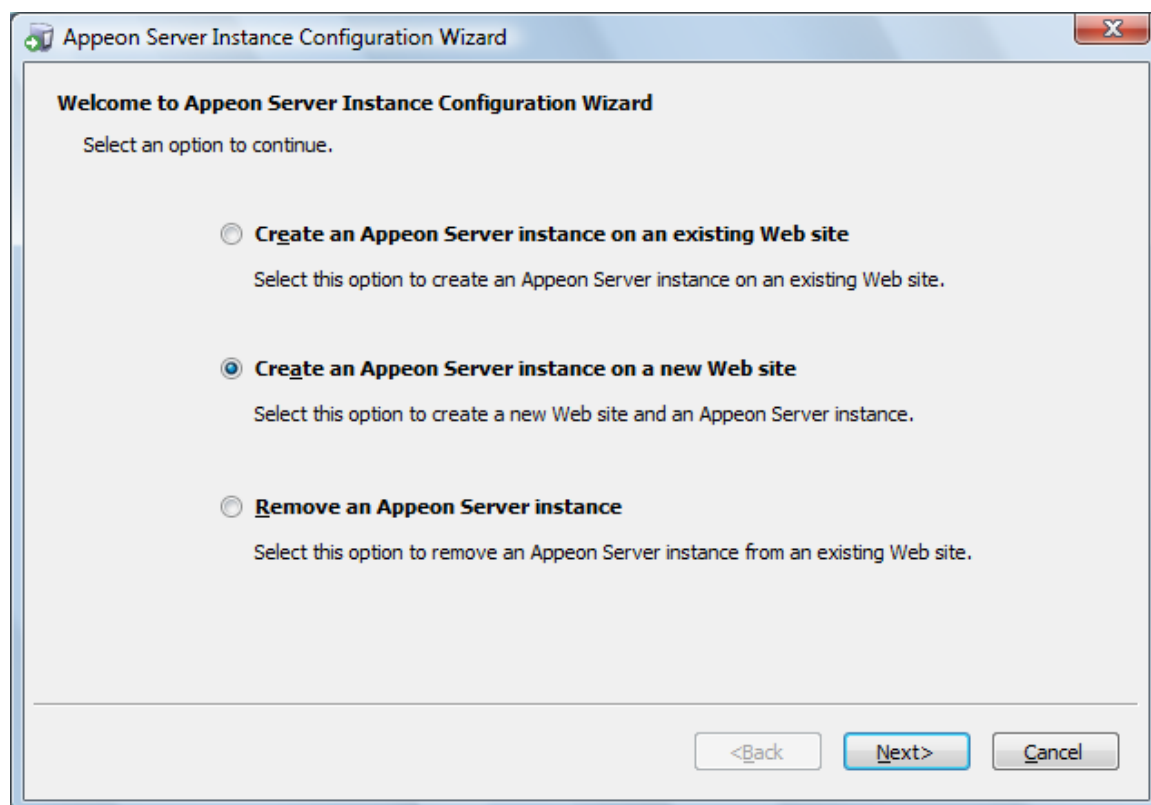 Appeon Server Instance Configuration Wizard
Welcome to Appeon Server Instance Configuration Wizard
Select an option to continue.
Create an Appeon Server instance on an existing Web site
Select this option to create an Appeon Server instance on an existing Web site.
Create an Appeon Server instance on a new Web site
Select this option to create a new Web site and an Appeon Server instance.
Remove an Appeon Server instance
Select this option to remove an Appeon Server instance from an existing Web site.
<Back Next> Cancel